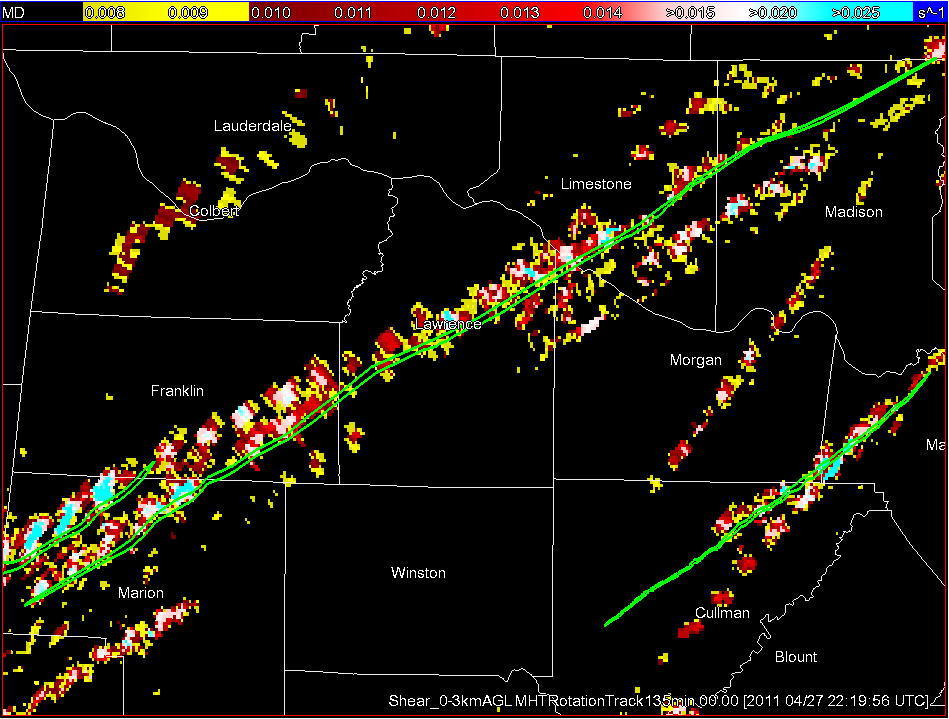 MD 0.008 0.009 0.010 0.011 0.012 0.013 0.014 >0.015 >0.020 >0.025 s^-1
Lauderdale
Limestone
Colbert
Madison
Lawrence
Morgan
Franklin
Ma
Winston
Marion
Cullman
Blount
Shear_0-3kmAGL MHTRotationTrack135min 00.00 [2011 04/27 22:19:56 UTC]